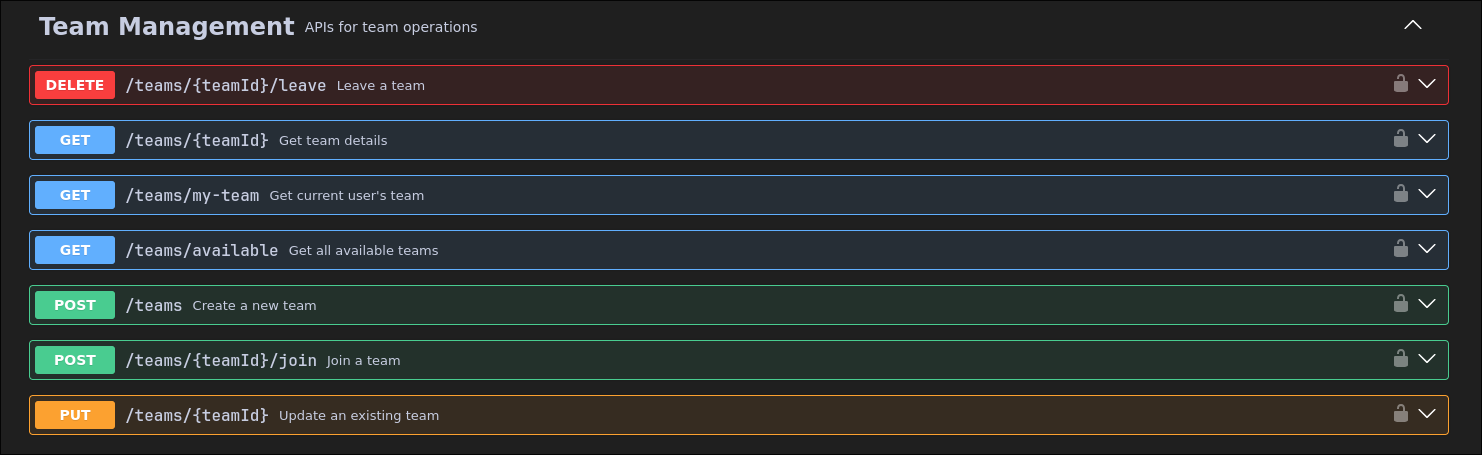 Team Management APIs for team operations
DELETE /teams/{teamId}/leave Leave a team
GET /teams/{teamId} Get team details
GET /teams/my-team Get current user's team
GET /teams/available Get all available teams
POST /teams Create a new team
POST /teams/{teamId}/join Join a team
PUT /teams/{teamId} Update an existing team